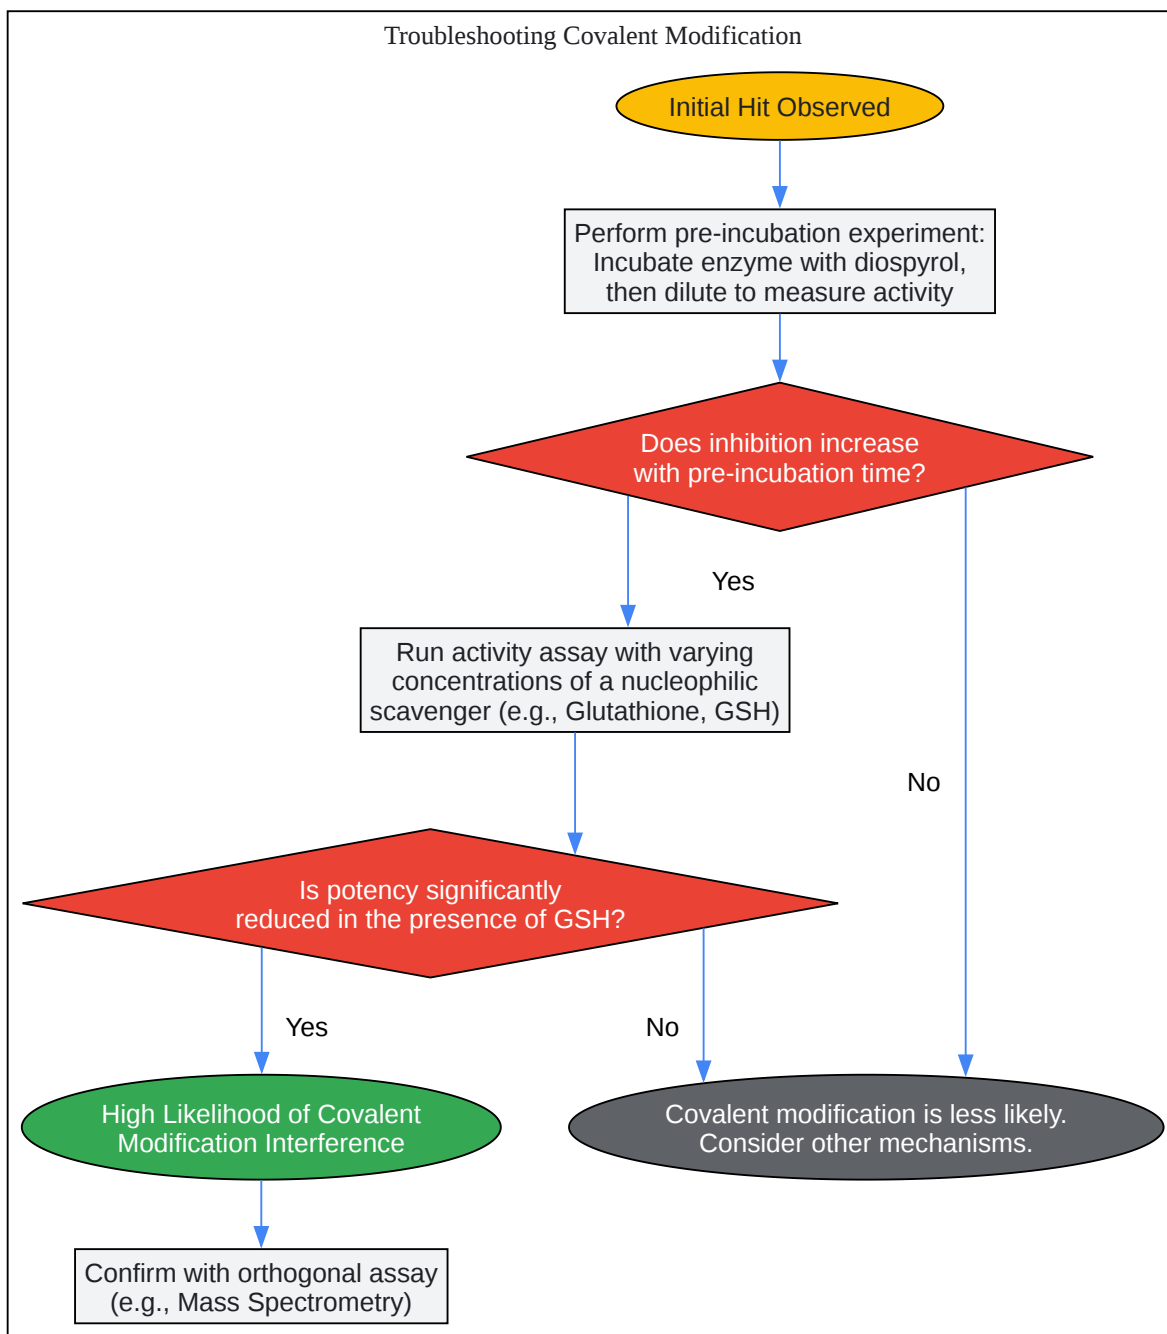 Troubleshooting Covalent Modification
Initial Hit Observed
Perform pre-incubation experiment:
Incubate enzyme with diospyrol,
then dilute to measure activity
Does inhibition increase
with pre-incubation time?
Yes
Run activity assay with varying
concentrations of a nucleophilic
scavenger (e.g., Glutathione, GSH)
No
Is potency significantly
reduced in the presence of GSH?
Yes
No
High Likelihood of Covalent
Modification Interference
Covalent modification is less likely.
Consider other mechanisms.
Confirm with orthogonal assay
(e.g., Mass Spectrometry)